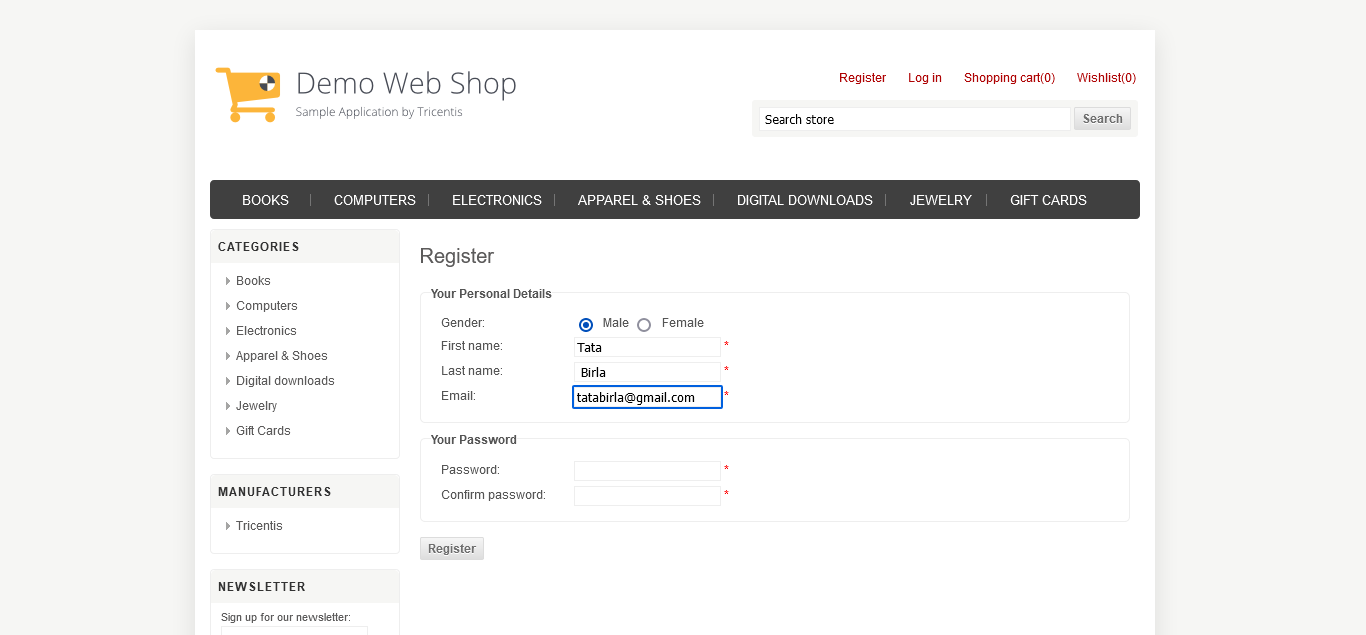 Demo Web Shop
Sample Application by Tricentis
Register Log in Shopping cart(0) Wishlist(0)
Search store Search
BOOKS COMPUTERS ELECTRONICS APPAREL & SHOES DIGITAL DOWNLOADS JEWELRY GIFT CARDS
CATEGORIES
Books
Computers
Electronics
Apparel & Shoes
Digital downloads
Jewelry
Gift Cards
MANUFACTURERS
Tricentis
NEWSLETTER
Sign up for our newsletter:
Register
Your Personal Details
Gender: Male Female
First name: Tata *
Last name: Birla *
Email: tatabirla@gmail.com *
Your Password
Password: *
Confirm password: *
Register